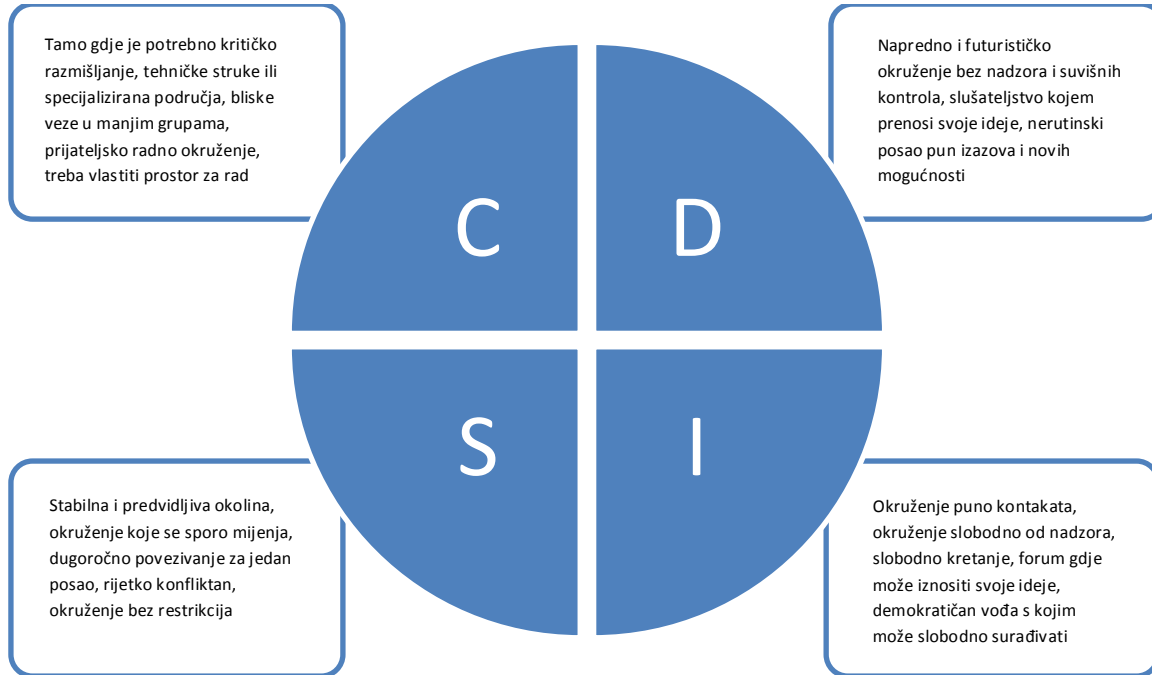 Tamo gdje je potrebno kritičko
razmišljanje, tehničke struke ili
specijalizirana područja, bliske
veze u manjim grupama,
prijateljsko radno okruženje,
treba vlastiti prostor za rad
Napredno i futurističko
okruženje bez nadzora i suvišnih
kontrola, slušateljstvo kojem
prenosi svoje ideje, nerutinski
posao pun izazova i novih
mogućnosti
C
D
S
I
Stabilna i predvidljiva okolina,
okruženje koje se sporo mijenja,
dugoročno povezivanje za jedan
posao, rijetko konfliktan,
okruženje bez restrikcija
Okruženje puno kontakata,
okruženje slobodno od nadzora,
slobodno kretanje, forum gdje
može iznositi svoje ideje,
demokratičan vođa s kojim
može slobodno surađivati